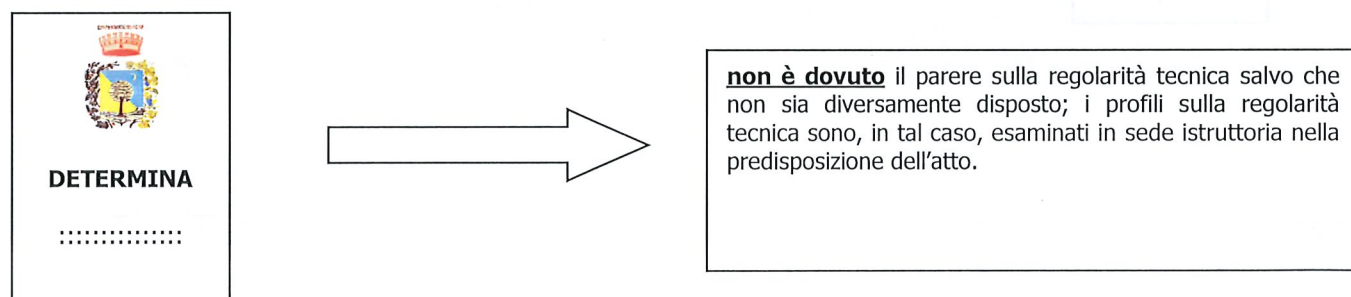 DETERMINA
::::::::::::::
non è dovuto il parere sulla regolarità tecnica salvo che
non sia diversamente disposto; i profili sulla regolarità
tecnica sono, in tal caso, esaminati in sede istruttoria nella
predisposizione dell'atto.